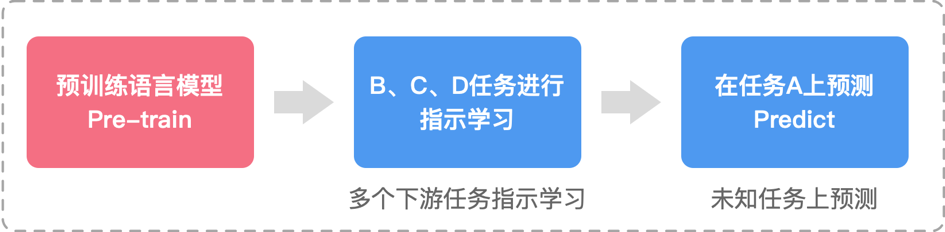 预训练语言模型
Pre-train
B、C、D任务进行
指示学习
在任务A上预测
Predict
多个下游任务指示学习
未知任务上预测